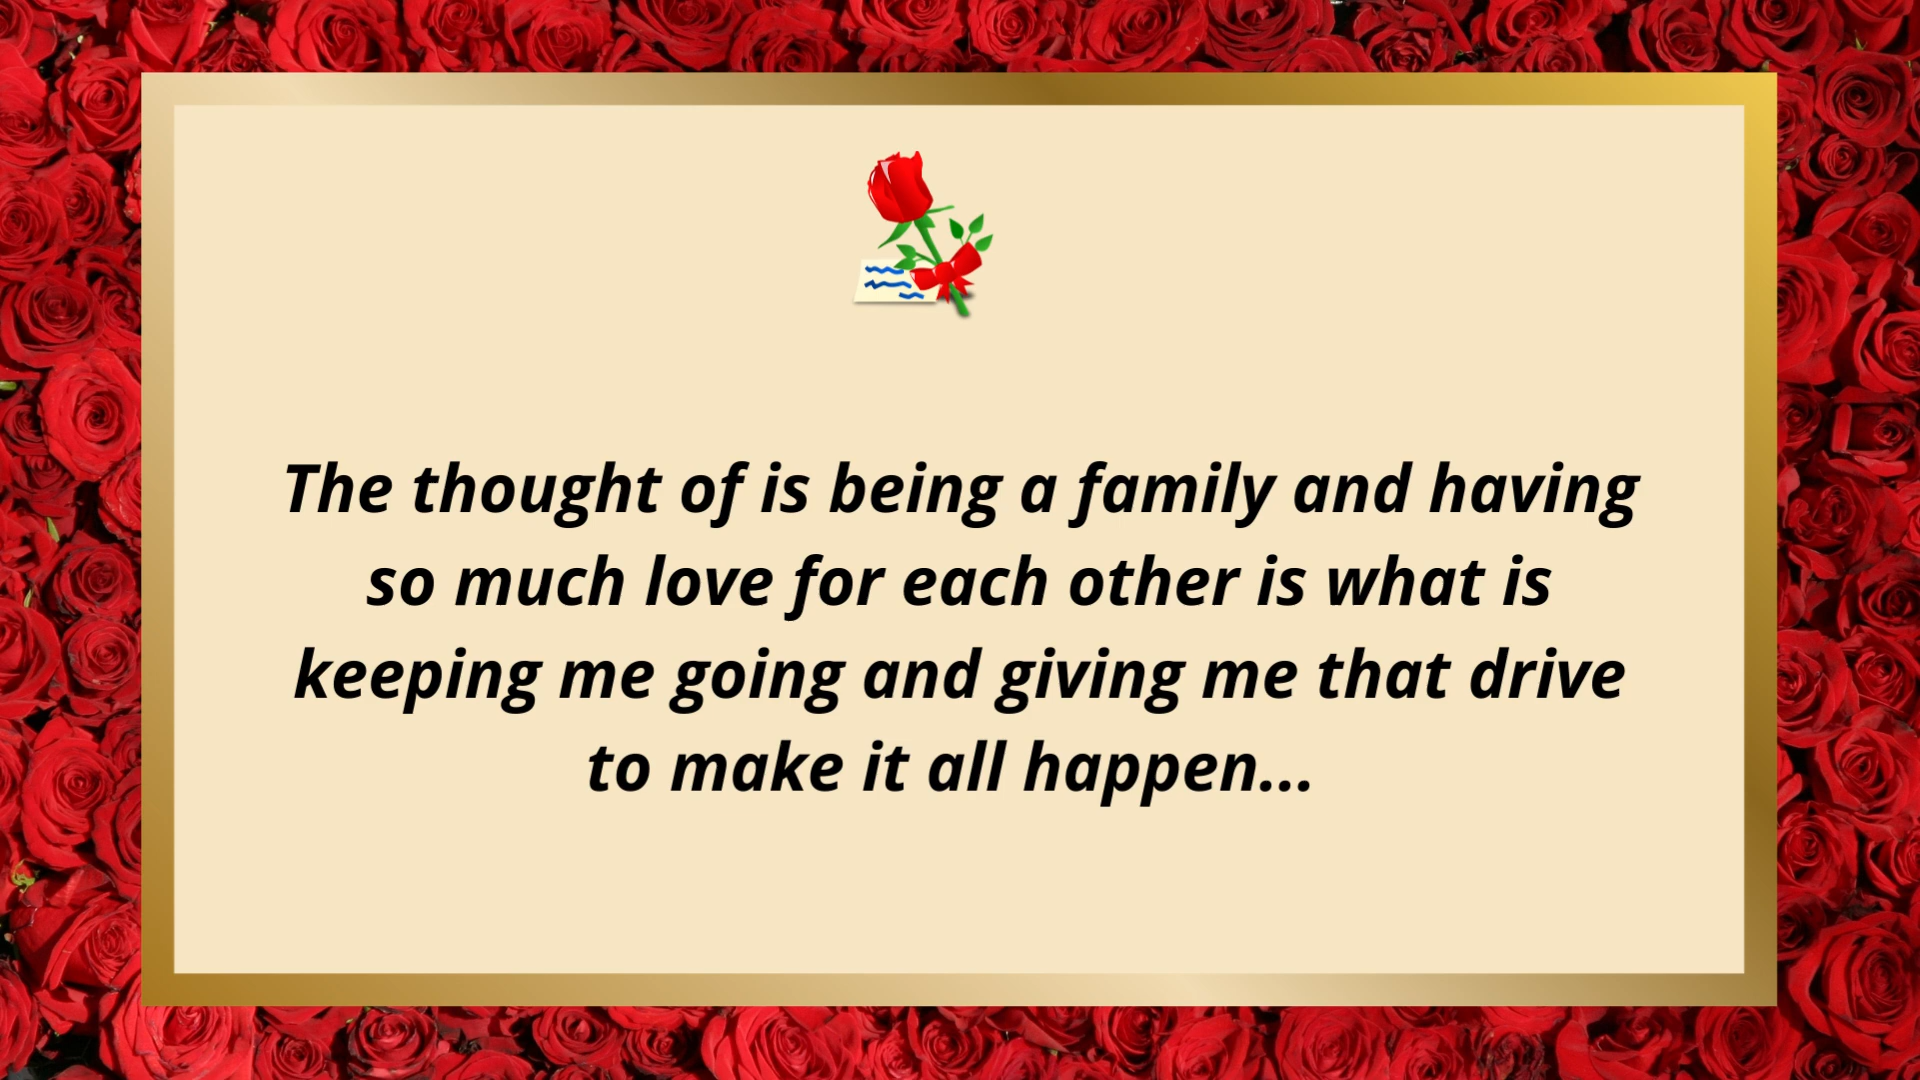 The thought of is being a family and having
so much love for each other is what is
keeping me going and giving me that drive
to make it all happen...